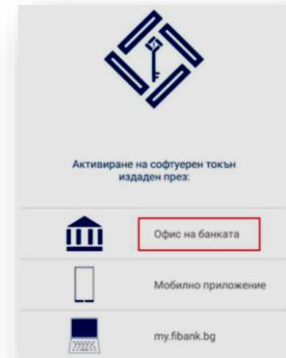 Активиране на софтуерен токън
издаден през:
Офис на банката
Мобилно приложение
my.fibank.bg